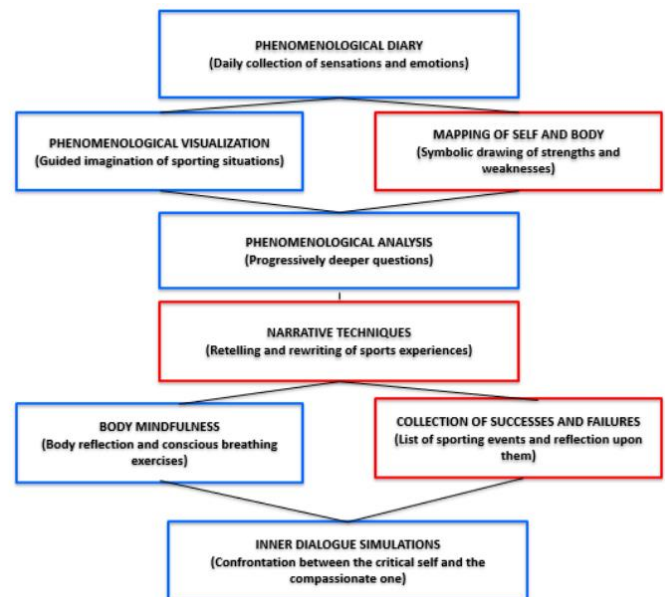 PHENOMENOLOGICAL DIARY
(Daily collection of sensations and emotions)
PHENOMENOLOGICAL VISUALIZATION
(Guided imagination of sporting situations)
MAPPING OF SELF AND BODY
(Symbolic drawing of strengths and
weaknesses)
PHENOMENOLOGICAL ANALYSIS
(Progressively deeper questions)
NARRATIVE TECHNIQUES
(Retelling and rewriting of sports experiences)
BODY MINDFULNESS
(Body reflection and conscious breathing
exercises)
COLLECTION OF SUCCESSES AND FAILURES
(List of sporting events and reflection upon
them)
INNER DIALOGUE SIMULATIONS
(Confrontation between the critical self and the
compassionate one)